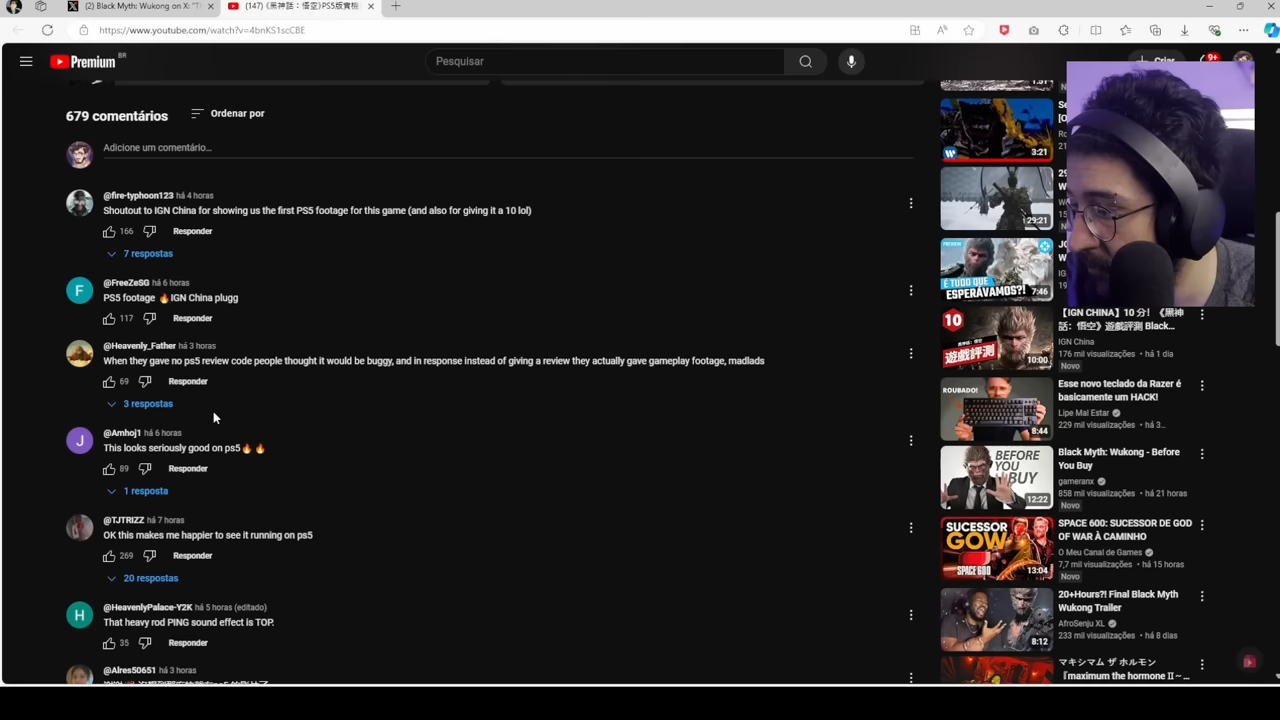 (2) Black Myth: Wukong on X: "T
(147)《黑神話：悟空》PS5版實機
https://www.youtube.com/watch?v=4bnKS1scCBE
Premium BR
Pesquisar
Criar
9+
679 comentários
Ordenar por
Adicione um comentário...
@fire-typhoon123 há 4 horas
Shoutout to IGN China for showing us the first PS5 footage for this game (and also for giving it a 10 lol)
166 Responder
7 respostas
@FreeZeSG há 6 horas
PS5 footage 🔥IGN China plugg
117 Responder
@Heavenly_Father há 3 horas
When they gave no ps5 review code people thought it would be buggy, and in response instead of giving a review they actually gave gameplay footage, madlads
69 Responder
3 respostas
J
@Amhoj1 há 6 horas
This looks seriously good on ps5🔥🔥
89 Responder
1 resposta
@TJTRIZZ há 7 horas
OK this makes me happier to see it running on ps5
269 Responder
20 respostas
H
@HeavenlyPalace-Y2K há 5 horas (editado)
That heavy rod PING sound effect is TOP.
35 Responder
@Alres50651 há 3 horas
3:21
29:21
PREVIEW
É TUDO QUE
ESPERÁVAMOS?!
7:46
10
遊戲評測
10:00
【IGN CHINA】10 分！《黑神
話：悟空》遊戲評測 Black...
IGN China
176 mil visualizações • há 1 dia
Novo
ROUBADO!
8:44
Esse novo teclado da Razer é
basicamente um HACK!
Lipe Mal Estar
229 mil visualizações • há 3...
BEFORE
YOU
BUY
12:22
Black Myth: Wukong - Before
You Buy
gameranx
858 mil visualizações • há 21 horas
Novo
SUCESSOR
GOW
SPACE 600
13:04
SPACE 600: SUCESSOR DE GOD
OF WAR À CAMINHO
O Meu Canal de Games
7,7 mil visualizações • há 15 horas
Novo
8:12
20+Hours?! Final Black Myth
Wukong Trailer
AfroSenju XL
233 mil visualizações • há 8 dias
マキシマム ザ ホルモン
『maximum the hormone II～...